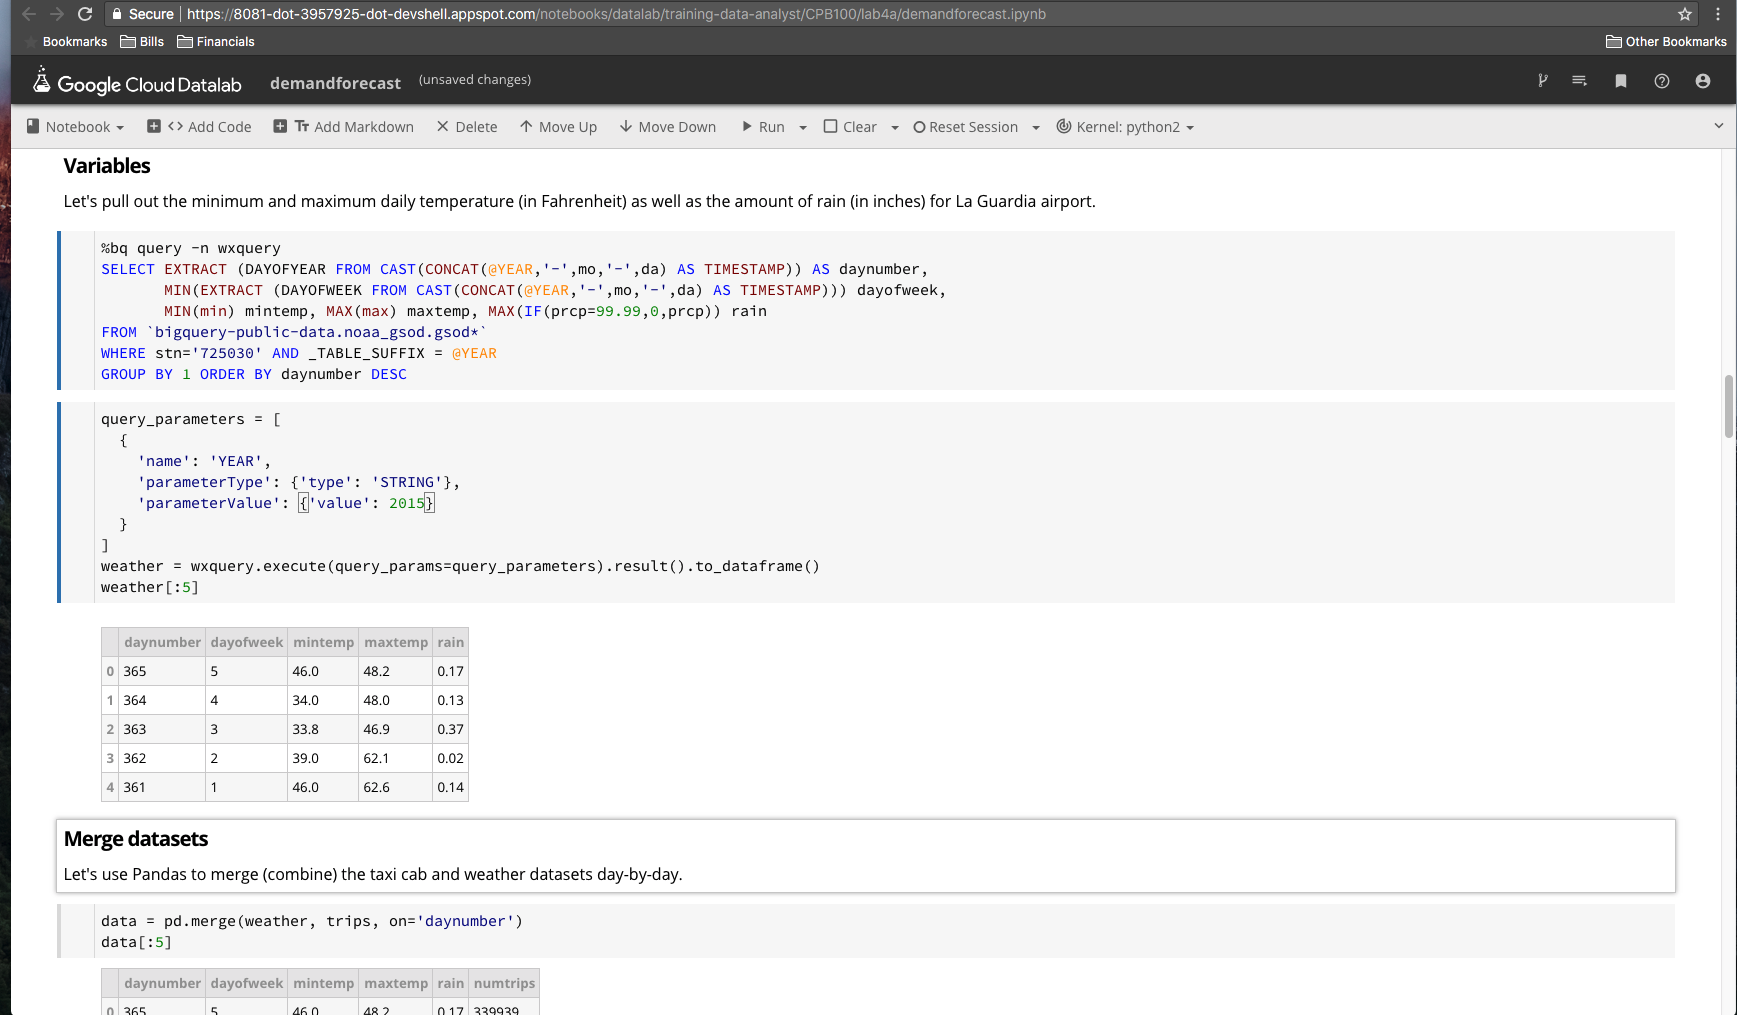 Secure https://8081-dot-3957925-dot-devshell.appspot.com/notebooks/datalab/training-data-analyst/CPB100/lab4a/demandforecast.ipynb
Bookmarks Bills Financials Other Bookmarks
Google Cloud Datalab demandforecast (unsaved changes)
Notebook <> Add Code Tт Add Markdown Delete Move Up Move Down Run Clear Reset Session Kernel: python2
Variables
Let's pull out the minimum and maximum daily temperature (in Fahrenheit) as well as the amount of rain (in inches) for La Guardia airport.
%bq query -n wxquery
SELECT EXTRACT (DAYOFYEAR FROM CAST(CONCAT(@YEAR,'-',mo,'-',da) AS TIMESTAMP)) AS daynumber,
MIN(EXTRACT (DAYOFWEEK FROM CAST(CONCAT(@YEAR,'-',mo,'-',da) AS TIMESTAMP))) dayofweek,
MIN(min) mintemp, MAX(max) maxtemp, MAX(IF(prcp=99.99,0,prcp)) rain
FROM `bigquery-public-data.noaa_gsod.gsod*`
WHERE stn='725030' AND _TABLE_SUFFIX = @YEAR
GROUP BY 1 ORDER BY daynumber DESC
query_parameters = [
{
'name': 'YEAR',
'parameterType': {'type': 'STRING'},
'parameterValue': {'value': 2015}
}
]
weather = wxquery.execute(query_params=query_parameters).result().to_dataframe()
weather[:5]
daynumber dayofweek mintemp maxtemp rain
0 365 5 46.0 48.2 0.17
1 364 4 34.0 48.0 0.13
2 363 3 33.8 46.9 0.37
3 362 2 39.0 62.1 0.02
4 361 1 46.0 62.6 0.14
Merge datasets
Let's use Pandas to merge (combine) the taxi cab and weather datasets day-by-day.
data = pd.merge(weather, trips, on='daynumber')
data[:5]
daynumber dayofweek mintemp maxtemp rain numtrips
0 365 5 46.0 48.2 0.17 339939